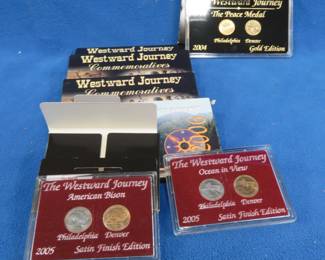 Westward Journey
The Peace Medal
Philadelphia Denver
2004 Gold Edition
Westward Journey
Commemoratives
Westward Journey
Commemoratives
2006
The Westward Journey
American Bison
Philadelphia Denver
2005 Satin Finish Edition
The Westward Journey
Ocean in View
Philadelphia Denver
2005 Satin Finish Edition